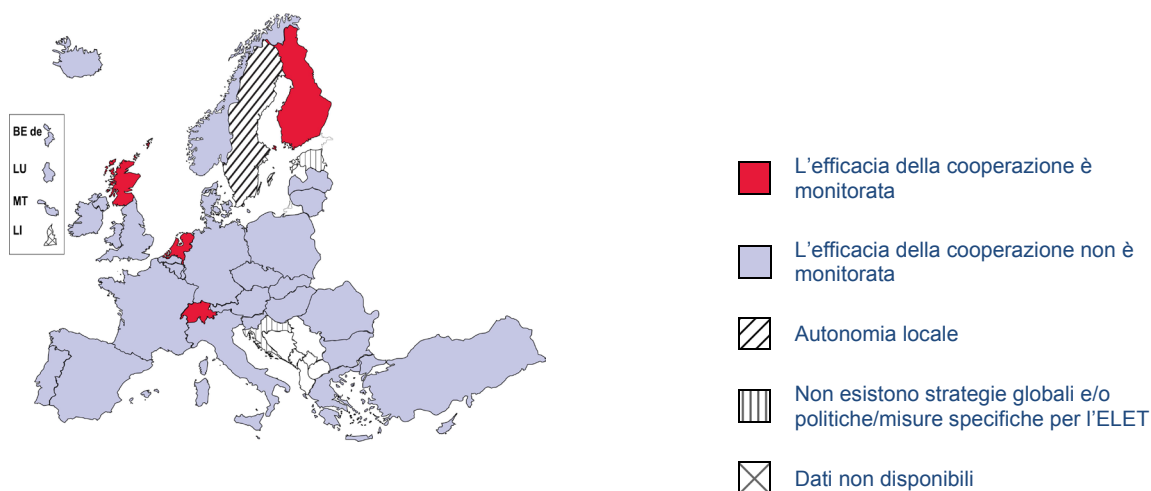 BE de
LU
MT
LI
L’efficacia della cooperazione è
monitorata
L’efficacia della cooperazione non è
monitorata
Autonomia locale
Non esistono strategie globali e/o
politiche/misure specifiche per l’ELET
Dati non disponibili